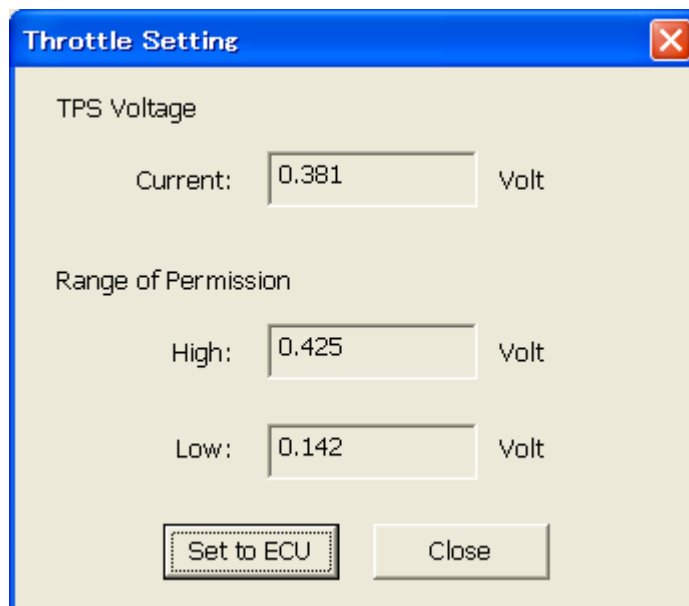 Throttle Setting
TPS Voltage
Current: 0.381 Volt
Range of Permission
High: 0.425 Volt
Low: 0.142 Volt
Set to ECU Close